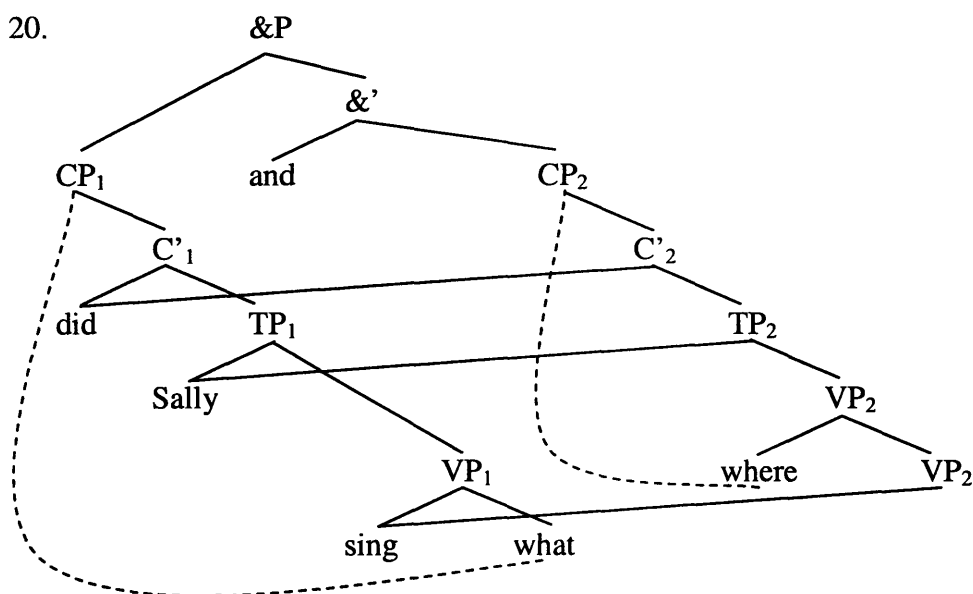 20. &P
&’
CP₁ and CP₂
C’₁ C’₂
did TP₁ TP₂
Sally VP₂
VP₁ where VP₂
sing what